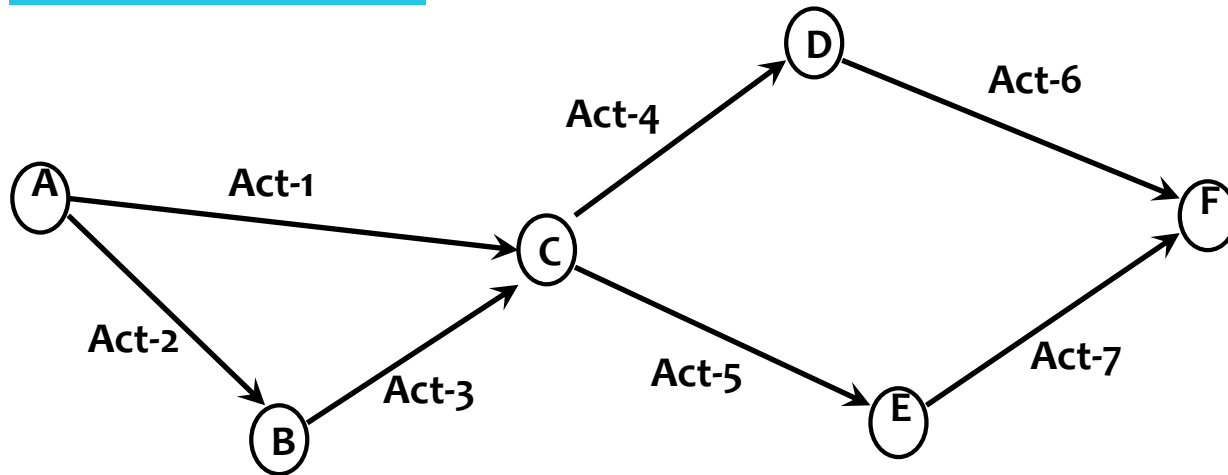 D
Act-6
Act-4
A
Act-1
F
C
Act-2
Act-3
Act-5
Act-7
E
B